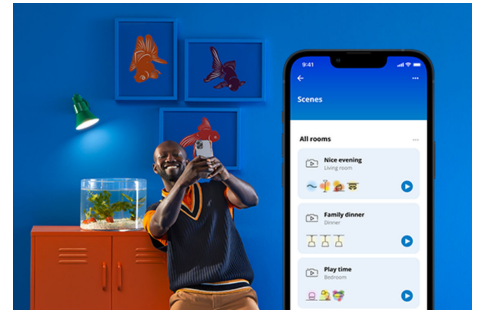 9:41
Scenes
All rooms
Nice evening
Living room
Family dinner
Dinner
Play time
Bedroom